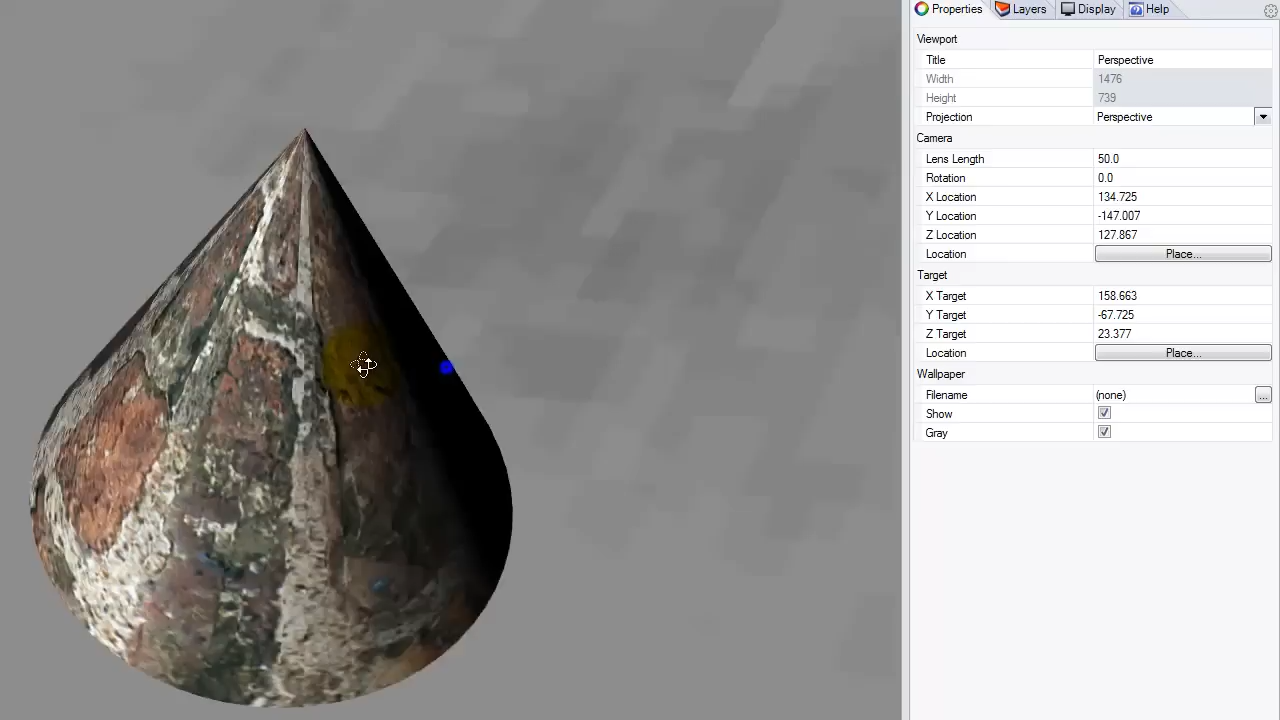 Properties Layers Display Help
Viewport
Title Perspective
Width 1476
Height 739
Projection Perspective
Camera
Lens Length 50.0
Rotation 0.0
X Location 134.725
Y Location -147.007
Z Location 127.867
Location Place...
Target
X Target 158.663
Y Target -67.725
Z Target 23.377
Location Place...
Wallpaper
Filename (none) ...
Show
Gray